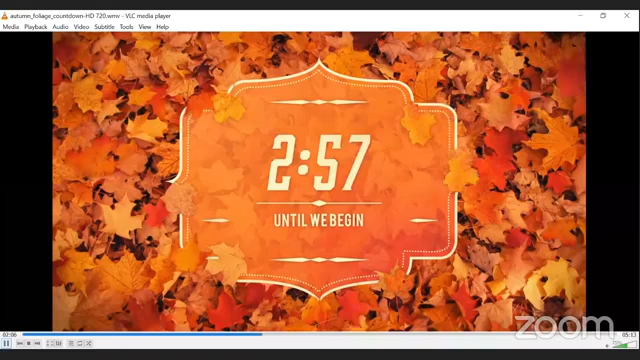 autumn_foliage_countdown-HD 720.wmv - VLC media player
Media Playback Audio Video Subtitle Tools View Help
2:57
UNTIL WE BEGIN
zoom
02:06
05:13